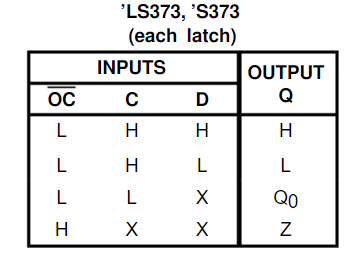 'LS373, 'S373
(each latch)
INPUTS OUTPUT
OC C D Q
L H H H
L H L L
L L X Q0
H X X Z